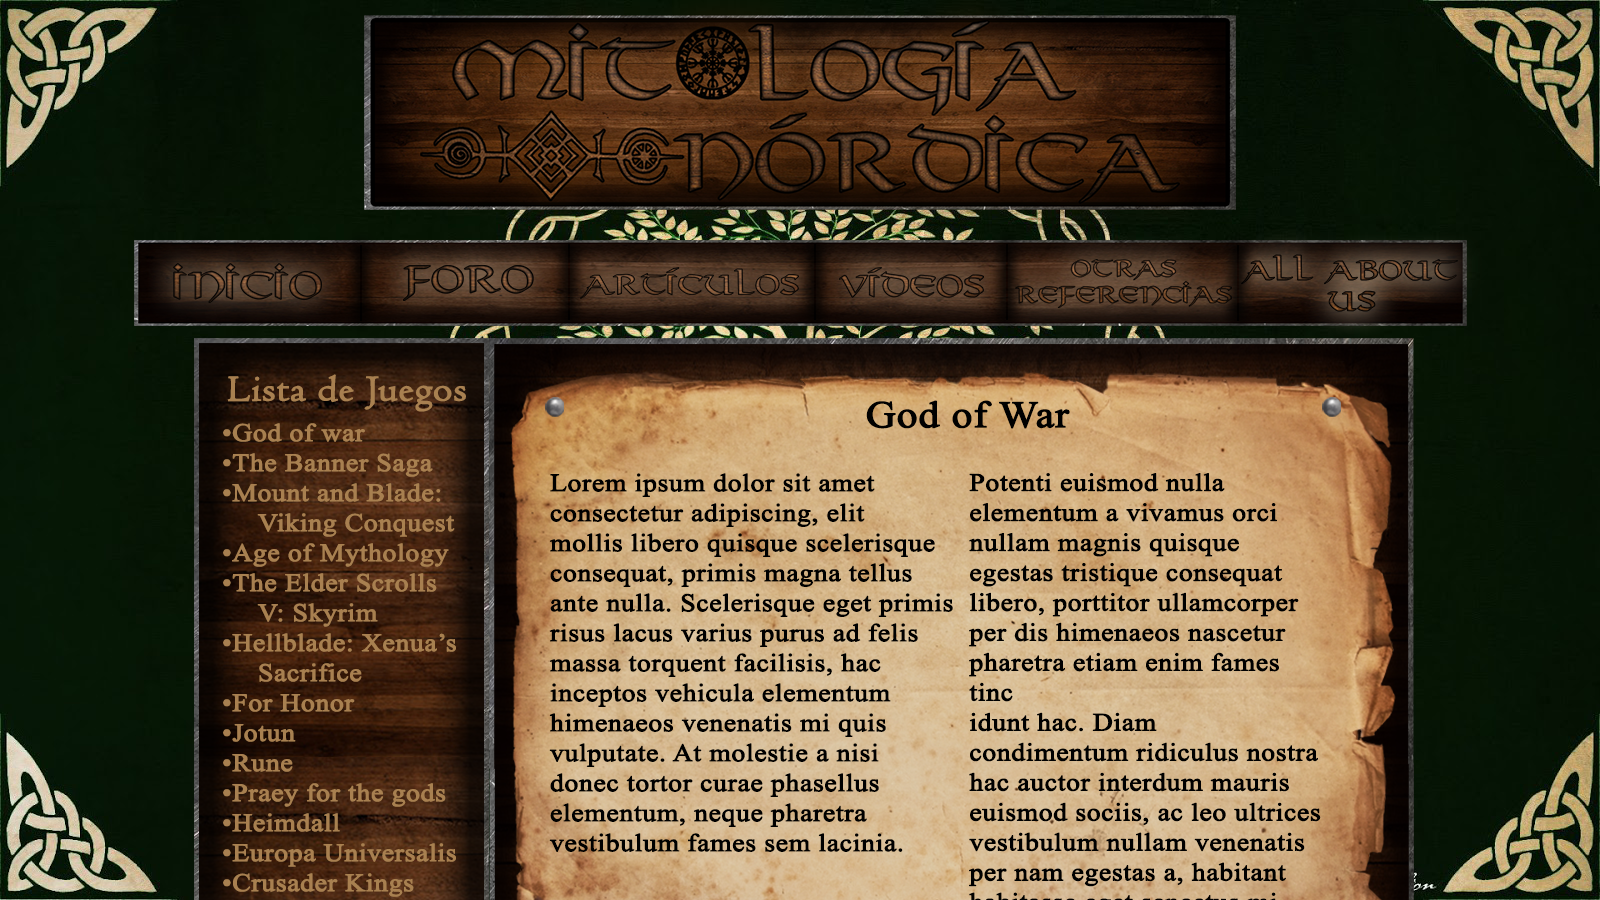 MITOLOGÍA
NÓRDICA
INICIO
FORO
ARTÍCULOS
VÍDEOS
OTRAS
REFERENCIAS
ALL ABOUT
US
Lista de Juegos
•God of war
•The Banner Saga
•Mount and Blade:
Viking Conquest
•Age of Mythology
•The Elder Scrolls
V: Skyrim
•Hellblade: Xenua’s
Sacrifice
•For Honor
•Jotun
•Rune
•Praey for the gods
•Heimdall
•Europa Universalis
•Crusader Kings
God of War
Lorem ipsum dolor sit amet
consectetur adipiscing, elit
mollis libero quisque scelerisque
consequat, primis magna tellus
ante nulla. Scelerisque eget primis
risus lacus varius purus ad felis
massa torquent facilisis, hac
inceptos vehicula elementum
himenaeos venenatis mi quis
vulputate. At molestie a nisi
donec tortor curae phasellus
elementum, neque pharetra
vestibulum fames sem lacinia.
Potenti euismod nulla
elementum a vivamus orci
nullam magnis quisque
egestas tristique consequat
libero, porttitor ullamcorper
per dis himenaeos nascetur
pharetra etiam enim fames
tinc
idunt hac. Diam
condimentum ridiculus nostra
hac auctor interdum mauris
euismod sociis, ac leo ultrices
vestibulum nullam venenatis
per nam egestas a, habitant